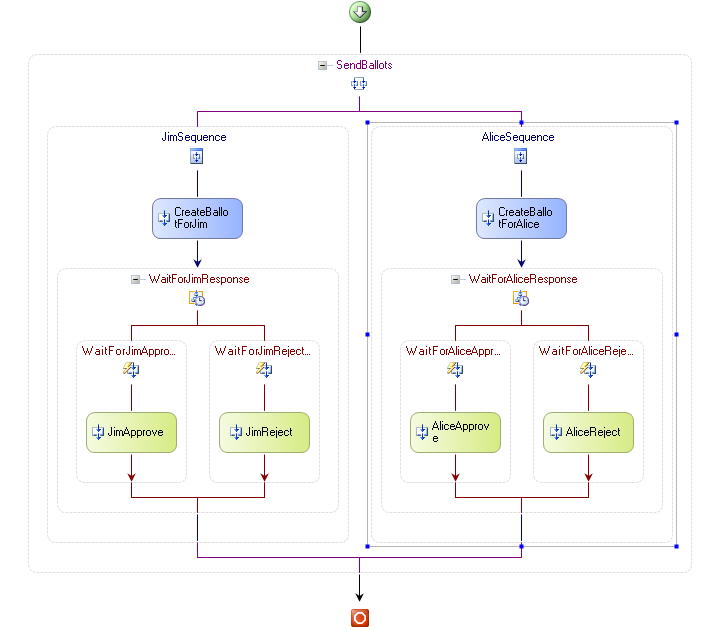 SendBallots
JimSequence
AliceSequence
CreateBallo
tForJim
CreateBallo
tForAlice
WaitForJimResponse
WaitForAliceResponse
WaitForJimAppro...
WaitForJimReject...
WaitForAliceAppr...
WaitForAliceReje...
JimApprove
JimReject
AliceApprov
e
AliceReject